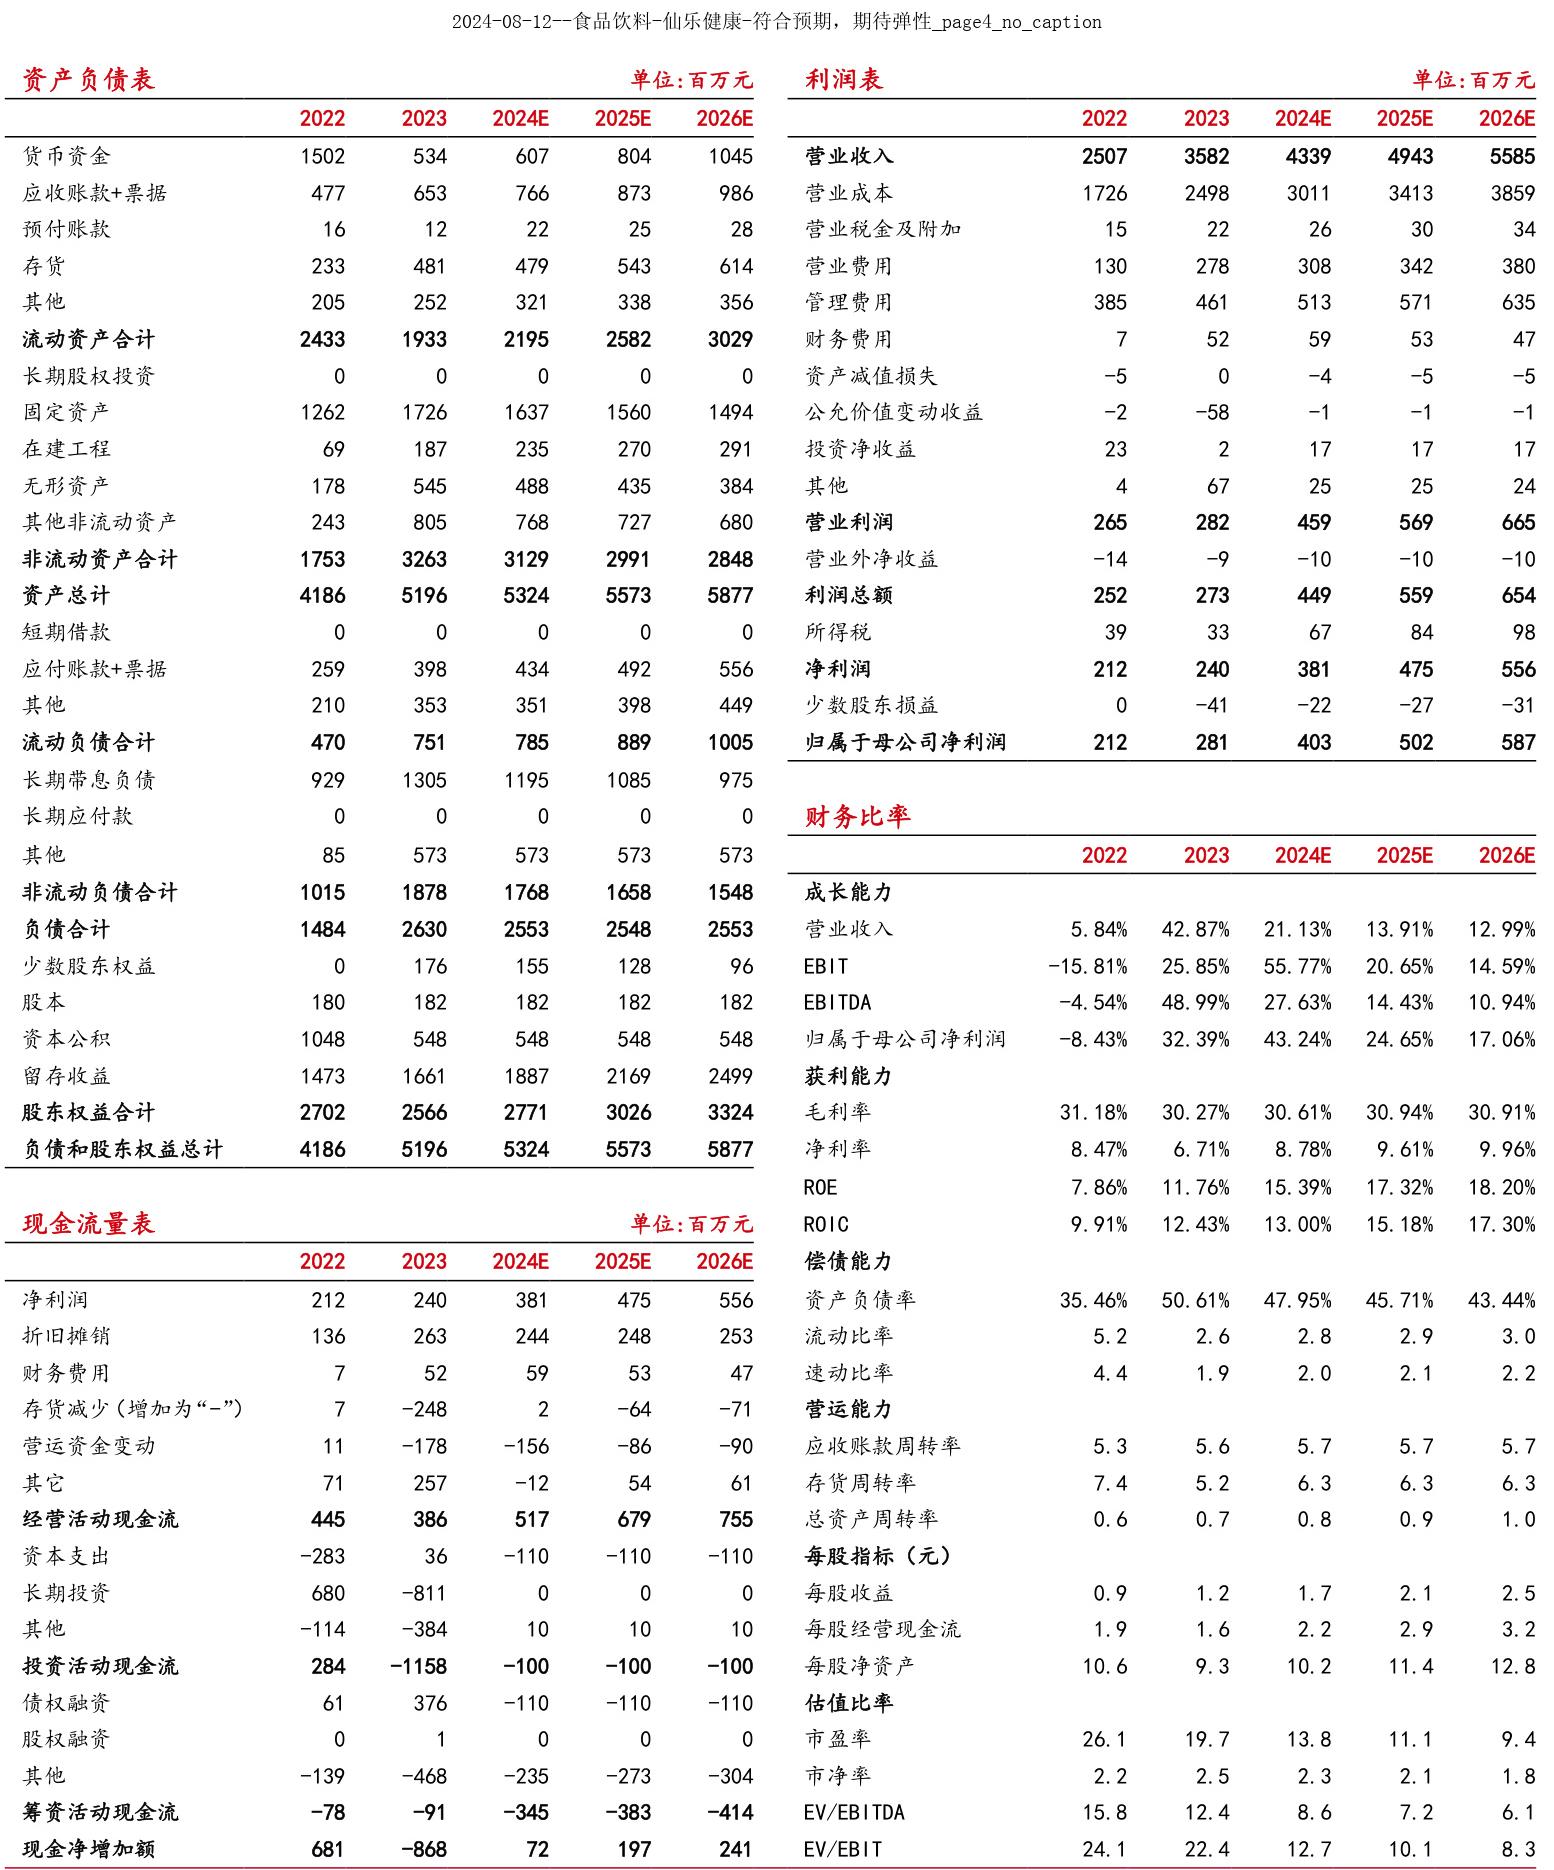 2024-08-12--食品饮料-仙乐健康-符合预期，期待弹性_page4_no_caption
资产负债表 单位:百万元
2022 2023 2024E 2025E 2026E
货币资金 1502 534 607 804 1045
应收账款+票据 477 653 766 873 986
预付账款 16 12 22 25 28
存货 233 481 479 543 614
其他 205 252 321 338 356
流动资产合计 2433 1933 2195 2582 3029
长期股权投资 0 0 0 0 0
固定资产 1262 1726 1637 1560 1494
在建工程 69 187 235 270 291
无形资产 178 545 488 435 384
其他非流动资产 243 805 768 727 680
非流动资产合计 1753 3263 3129 2991 2848
资产总计 4186 5196 5324 5573 5877
短期借款 0 0 0 0 0
应付账款+票据 259 398 434 492 556
其他 210 353 351 398 449
流动负债合计 470 751 785 889 1005
长期带息负债 929 1305 1195 1085 975
长期应付款 0 0 0 0 0
其他 85 573 573 573 573
非流动负债合计 1015 1878 1768 1658 1548
负债合计 1484 2630 2553 2548 2553
少数股东权益 0 176 155 128 96
股本 180 182 182 182 182
资本公积 1048 548 548 548 548
留存收益 1473 1661 1887 2169 2499
股东权益合计 2702 2566 2771 3026 3324
负债和股东权益总计 4186 5196 5324 5573 5877
现金流量表 单位:百万元
2022 2023 2024E 2025E 2026E
净利润 212 240 381 475 556
折旧摊销 136 263 244 248 253
财务费用 7 52 59 53 47
存货减少(增加为“-”) 7 -248 2 -64 -71
营运资金变动 11 -178 -156 -86 -90
其它 71 257 -12 54 61
经营活动现金流 445 386 517 679 755
资本支出 -283 36 -110 -110 -110
长期投资 680 -811 0 0 0
其他 -114 -384 10 10 10
投资活动现金流 284 -1158 -100 -100 -100
债权融资 61 376 -110 -110 -110
股权融资 0 1 0 0 0
其他 -139 -468 -235 -273 -304
筹资活动现金流 -78 -91 -345 -383 -414
现金净增加额 681 -868 72 197 241
利润表 单位:百万元
2022 2023 2024E 2025E 2026E
营业收入 2507 3582 4339 4943 5585
营业成本 1726 2498 3011 3413 3859
营业税金及附加 15 22 26 30 34
营业费用 130 278 308 342 380
管理费用 385 461 513 571 635
财务费用 7 52 59 53 47
资产减值损失 -5 0 -4 -5 -5
公允价值变动收益 -2 -58 -1 -1 -1
投资净收益 23 2 17 17 17
其他 4 67 25 25 24
营业利润 265 282 459 569 665
营业外净收益 -14 -9 -10 -10 -10
利润总额 252 273 449 559 654
所得税 39 33 67 84 98
净利润 212 240 381 475 556
少数股东损益 0 -41 -22 -27 -31
归属于母公司净利润 212 281 403 502 587
财务比率
2022 2023 2024E 2025E 2026E
成长能力
营业收入 5.84% 42.87% 21.13% 13.91% 12.99%
EBIT -15.81% 25.85% 55.77% 20.65% 14.59%
EBITDA -4.54% 48.99% 27.63% 14.43% 10.94%
归属于母公司净利润 -8.43% 32.39% 43.24% 24.65% 17.06%
获利能力
毛利率 31.18% 30.27% 30.61% 30.94% 30.91%
净利率 8.47% 6.71% 8.78% 9.61% 9.96%
ROE 7.86% 11.76% 15.39% 17.32% 18.20%
ROIC 9.91% 12.43% 13.00% 15.18% 17.30%
偿债能力
资产负债率 35.46% 50.61% 47.95% 45.71% 43.44%
流动比率 5.2 2.6 2.8 2.9 3.0
速动比率 4.4 1.9 2.0 2.1 2.2
营运能力
应收账款周转率 5.3 5.6 5.7 5.7 5.7
存货周转率 7.4 5.2 6.3 6.3 6.3
总资产周转率 0.6 0.7 0.8 0.9 1.0
每股指标（元）
每股收益 0.9 1.2 1.7 2.1 2.5
每股经营现金流 1.9 1.6 2.2 2.9 3.2
每股净资产 10.6 9.3 10.2 11.4 12.8
估值比率
市盈率 26.1 19.7 13.8 11.1 9.4
市净率 2.2 2.5 2.3 2.1 1.8
EV/EBITDA 15.8 12.4 8.6 7.2 6.1
EV/EBIT 24.1 22.4 12.7 10.1 8.3